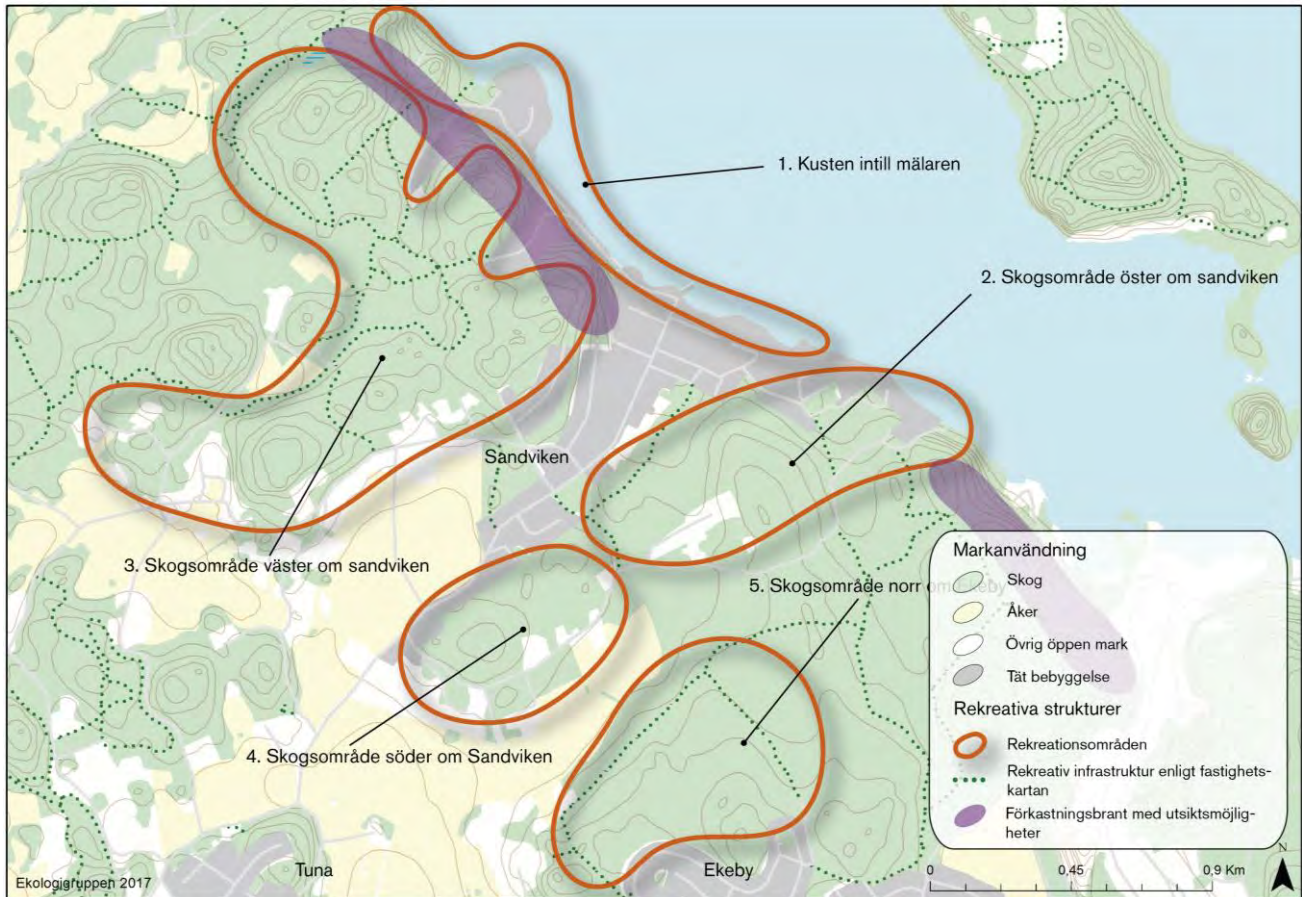 1. Kusten intill mälaren
2. Skogsområde öster om sandviken
Sandviken
3. Skogsområde väster om sandviken
5. Skogsområde norr om Ekeby
4. Skogsområde söder om Sandviken
Tuna
Ekeby
Ekologigruppen 2017
Markanvändning
Skog
Åker
Övrig öppen mark
Tät bebyggelse
Rekreativa strukturer
Rekreationsområden
Rekreativ infrastruktur enligt fastighets-
kartan
Förkastningsbrant med utsiktsmöjlig-
heter
N
0 0,45 0,9 Km